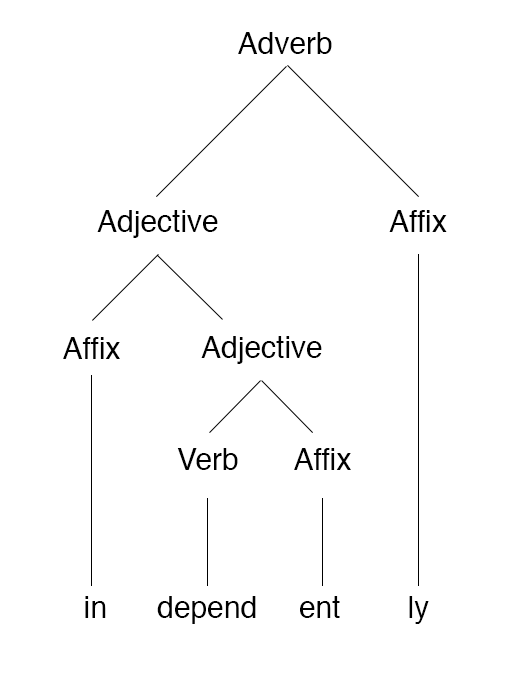 Adverb
Adjective Affix
Affix Adjective
Verb Affix
in depend ent ly